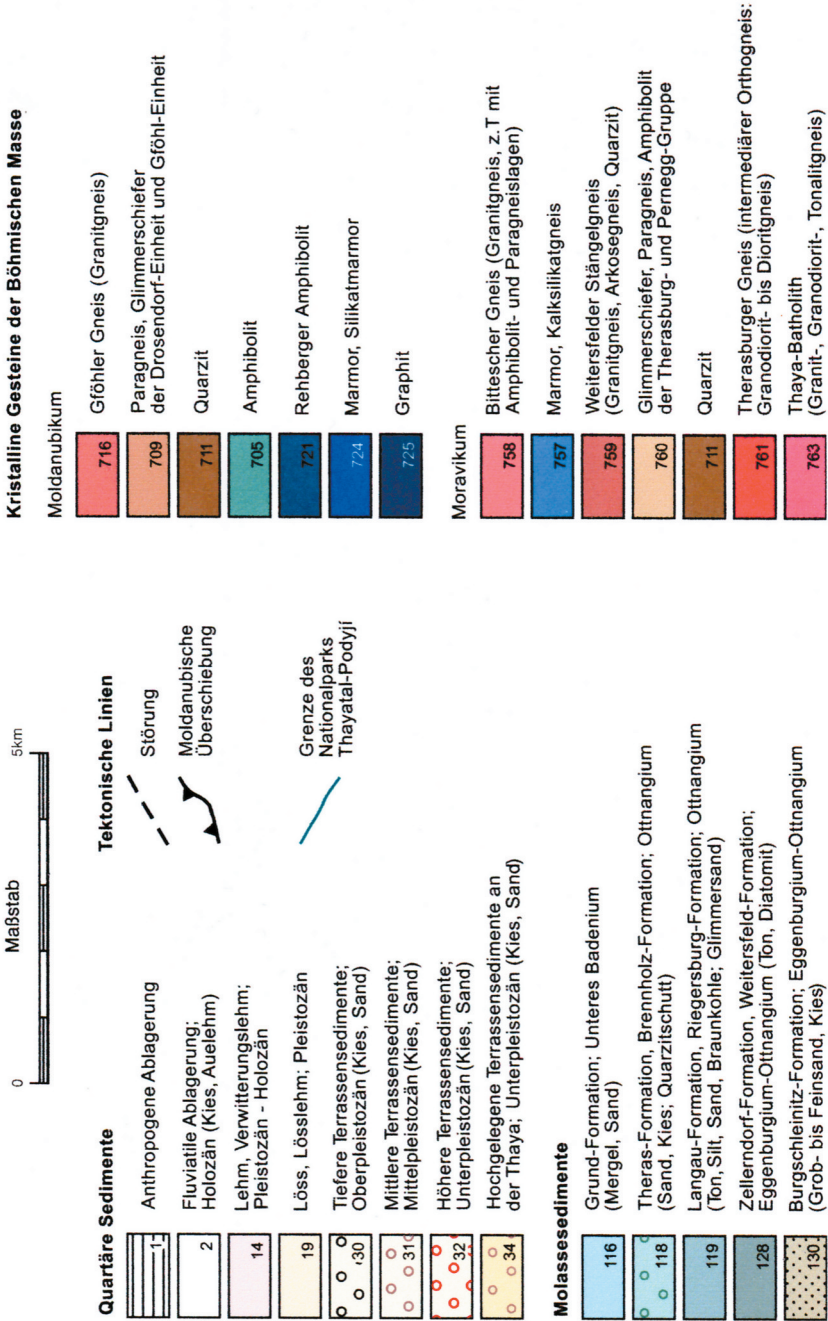 Maßstab
0
5km
Quartäre Sedimente
1
Anthropogene Ablagerung
2
Fluviatile Ablagerung;
Holozän (Kies, Auelehm)
14
Lehm, Verwitterungslehm;
Pleistozän - Holozän
19
Löss, Lösslehm; Pleistozän
30
Tiefere Terrassensedimente;
Oberpleistozän (Kies, Sand)
31
Mittlere Terrassensedimente;
Mittelpleistozän (Kies, Sand)
32
Höhere Terrassensedimente;
Unterpleistozän (Kies, Sand)
34
Hochgelegene Terrassensedimente an
der Thaya; Unterpleistozän (Kies, Sand)
Tektonische Linien
Störung
Moldanubische
Überschiebung
Grenze des
Nationalparks
Thayatal-Podyjí
Molassesedimente
116
Grund-Formation; Unteres Badenium
(Mergel, Sand)
118
Theras-Formation, Brennholz-Formation; Ottnangium
(Sand, Kies; Quarzitschutt)
119
Langau-Formation, Riegersburg-Formation; Ottnangium
(Ton, Silt, Sand, Braunkohle; Glimmersand)
128
Zellerndorf-Formation, Weitersfeld-Formation;
Eggenburgium-Ottnangium (Ton, Diatomit)
130
Burgschleinitz-Formation; Eggenburgium-Ottnangium
(Grob- bis Feinsand, Kies)
Kristalline Gesteine der Böhmischen Masse
Moldanubikum
716
Gföhler Gneis (Granitgneis)
709
Paragneis, Glimmerschiefer
der Drosendorf-Einheit und Gföhl-Einheit
711
Quarzit
705
Amphibolit
721
Rehberger Amphibolit
724
Marmor, Silikatmarmor
725
Graphit
Moravikum
758
Bittescher Gneis (Granitgneis, z.T mit
Amphibolit- und Paragneislagen)
757
Marmor, Kalksilikatgneis
759
Weitersfelder Stängelgneis
(Granitgneis, Arkosegneis, Quarzit)
760
Glimmerschiefer, Paragneis, Amphibolit
der Therasburg- und Pernegg-Gruppe
711
Quarzit
761
Therasburger Gneis (intermediärer Orthogneis:
Granodiorit- bis Dioritgneis)
763
Thaya-Batholith
(Granit-, Granodiorit-, Tonalitgneis)